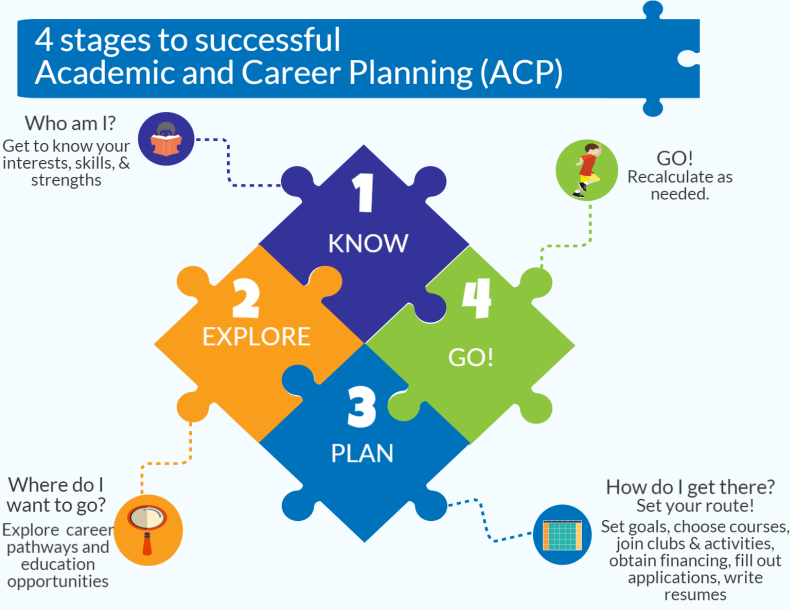 4 stages to successful
Academic and Career Planning (ACP)
Who am I?
Get to know your
interests, skills, &
strengths
GO!
Recalculate as
needed.
1
KNOW
2
EXPLORE
4
GO!
3
PLAN
Where do I
want to go?
Explore career
pathways and
education
opportunities
How do I get there?
Set your route!
Set goals, choose courses,
join clubs & activities,
obtain financing, fill out
applications, write
resumes